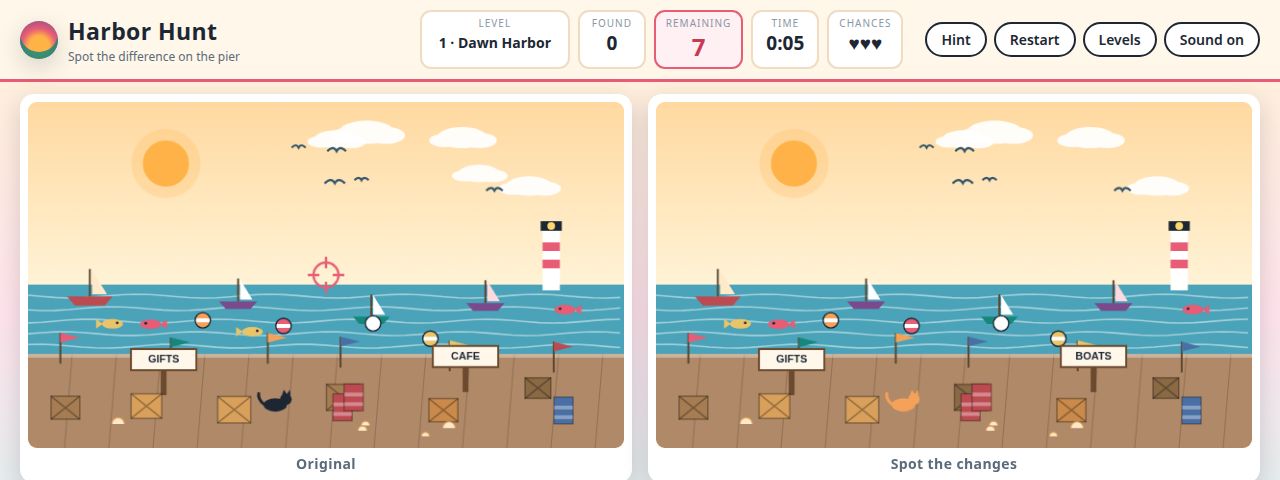 Harbor Hunt
Spot the difference on the pier
LEVEL
1 · Dawn Harbor
FOUND
0
REMAINING
7
TIME
0:05
CHANCES
♥♥♥
Hint
Restart
Levels
Sound on
GIFTS
CAFE
Original
GIFTS
BOATS
Spot the changes